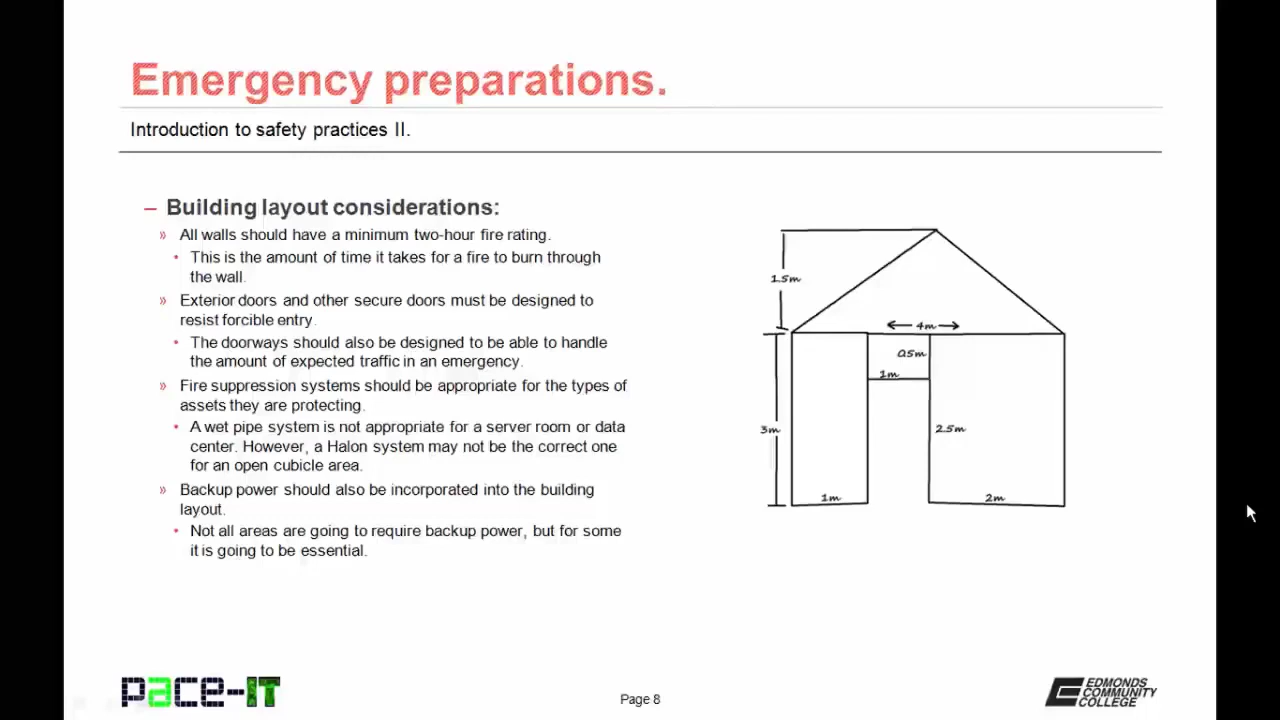 Emergency preparations.
Introduction to safety practices II.
– Building layout considerations:
» All walls should have a minimum two-hour fire rating.
• This is the amount of time it takes for a fire to burn through
the wall.
» Exterior doors and other secure doors must be designed to
resist forcible entry.
• The doorways should also be designed to be able to handle
the amount of expected traffic in an emergency.
» Fire suppression systems should be appropriate for the types of
assets they are protecting.
• A wet pipe system is not appropriate for a server room or data
center. However, a Halon system may not be the correct one
for an open cubicle area.
» Backup power should also be incorporated into the building
layout.
• Not all areas are going to require backup power, but for some
it is going to be essential.
1.5m
4m
0.5m
1m
3m
2.5m
1m
2m
pace-IT
Page 8
EDMONDS
COMMUNITY
COLLEGE